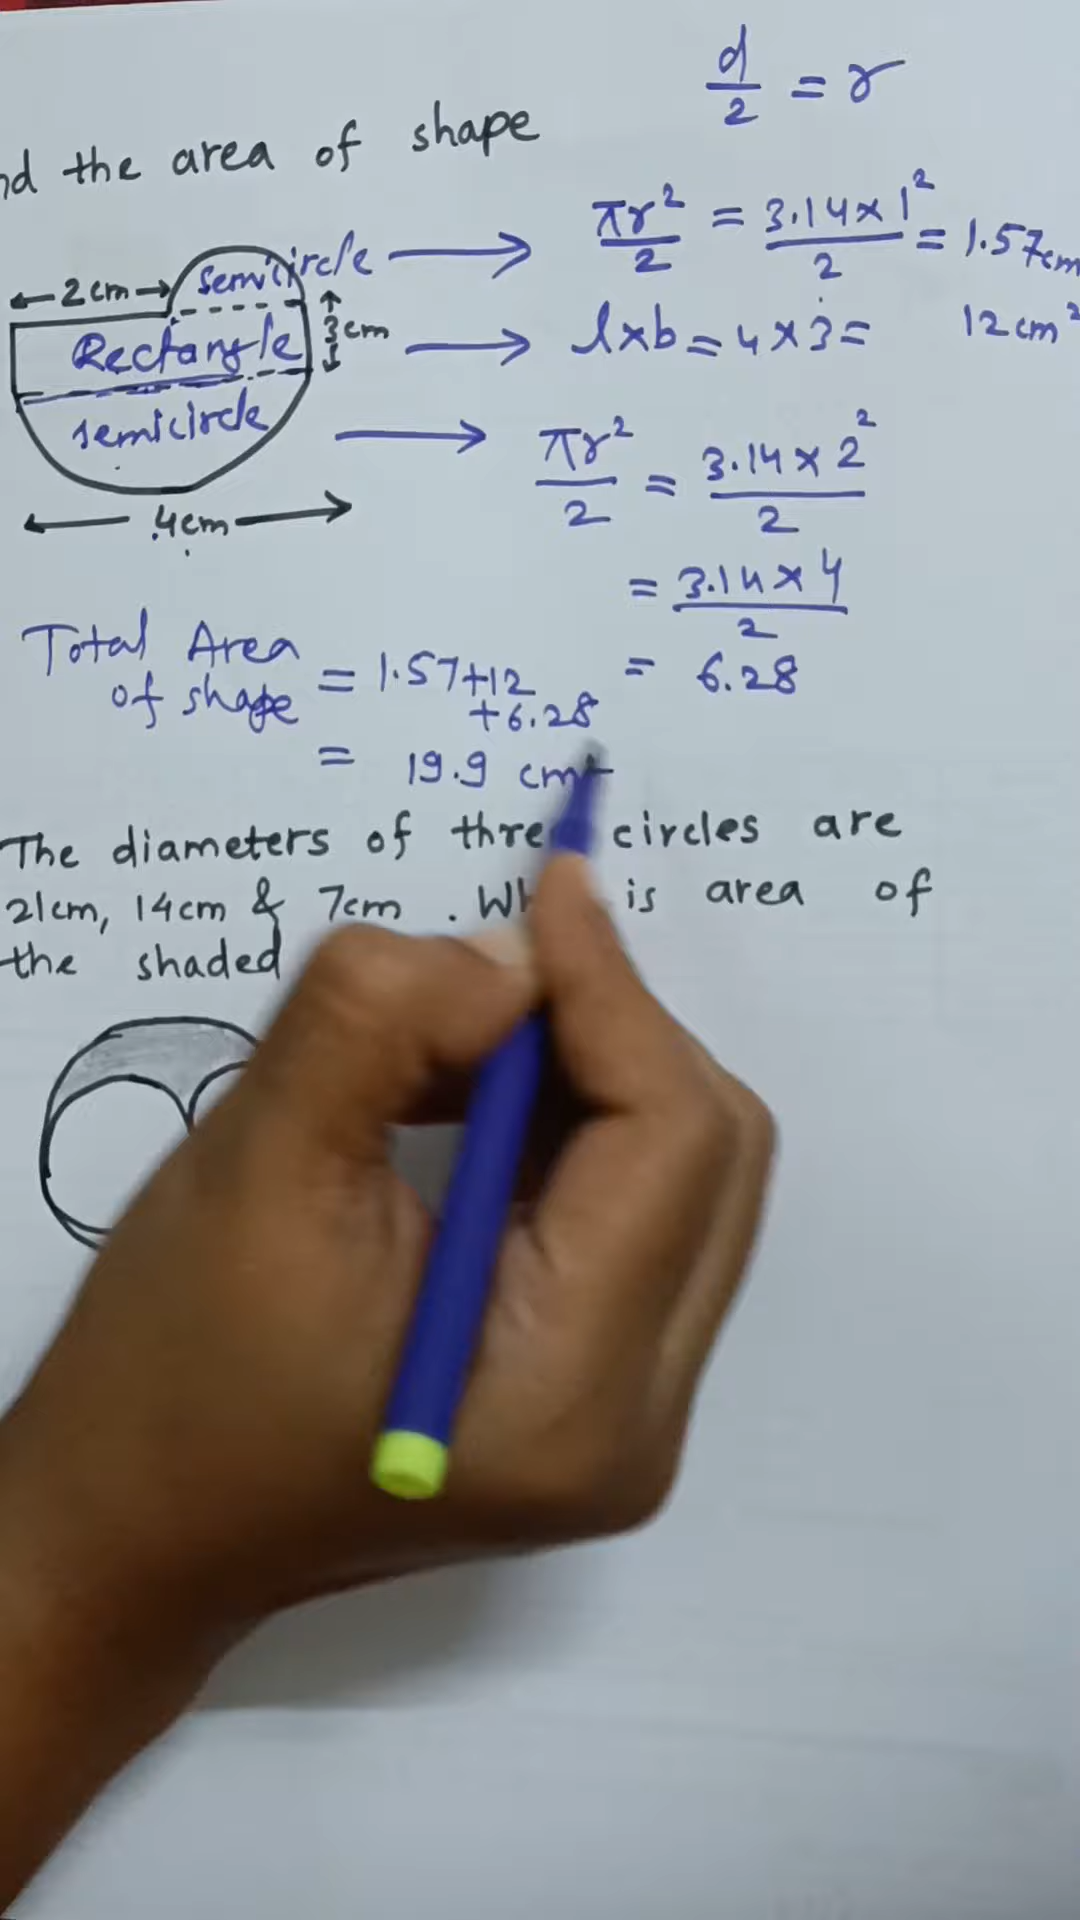 d/2 = r
nd the area of shape
semicircle → πr²/2 = 3.14×1²/2 = 1.57cm
2cm
Rectangle 3cm → l×b = 4×3 = 12cm²
semicircle → πr²/2 = 3.14×2²/2
4cm
= 3.14×4/2
= 6.28
Total Area
of shape = 1.57+12
+6.28
= 19.9 cm
The diameters of three circles are
21cm, 14cm & 7cm. is area of
the shaded